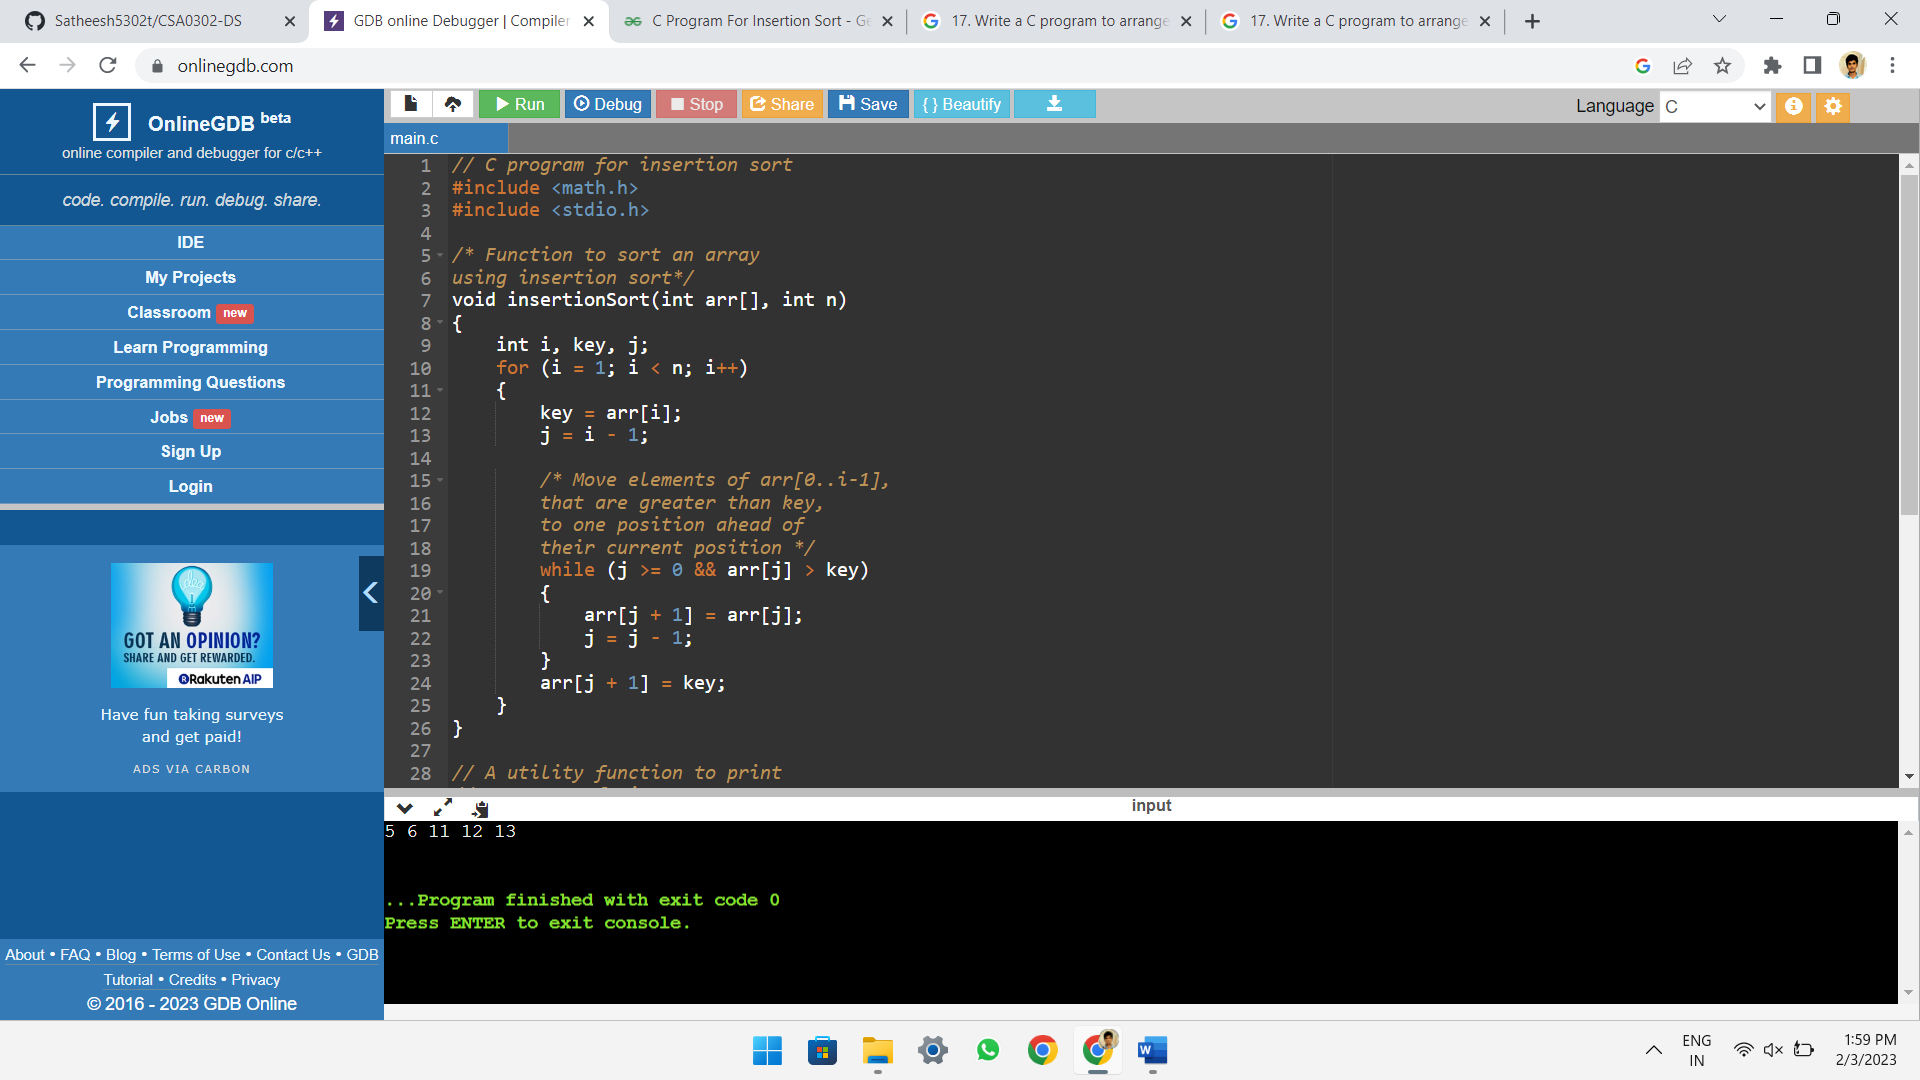 Satheesh5302t/CSA0302-DS
GDB online Debugger | Compiler
C Program For Insertion Sort - Ge
17. Write a C program to arrange
17. Write a C program to arrange
onlinegdb.com
OnlineGDB beta
online compiler and debugger for c/c++
code. compile. run. debug. share.
IDE
My Projects
Classroom new
Learn Programming
Programming Questions
Jobs new
Sign Up
Login
GOT AN OPINION?
SHARE AND GET REWARDED.
Rakuten AIP
Have fun taking surveys
and get paid!
ADS VIA CARBON
About • FAQ • Blog • Terms of Use • Contact Us • GDB
Tutorial • Credits • Privacy
© 2016 - 2023 GDB Online
Run Debug Stop Share Save {} Beautify
Language C
main.c
1 // C program for insertion sort
2 #include <math.h>
3 #include <stdio.h>
4
5 /* Function to sort an array
6 using insertion sort*/
7 void insertionSort(int arr[], int n)
8 {
9 int i, key, j;
10 for (i = 1; i < n; i++)
11 {
12 key = arr[i];
13 j = i - 1;
14
15 /* Move elements of arr[0..i-1],
16 that are greater than key,
17 to one position ahead of
18 their current position */
19 while (j >= 0 && arr[j] > key)
20 {
21 arr[j + 1] = arr[j];
22 j = j - 1;
23 }
24 arr[j + 1] = key;
25 }
26 }
27
28 // A utility function to print
input
5 6 11 12 13
...Program finished with exit code 0
Press ENTER to exit console.
ENG
IN
1:59 PM
2/3/2023